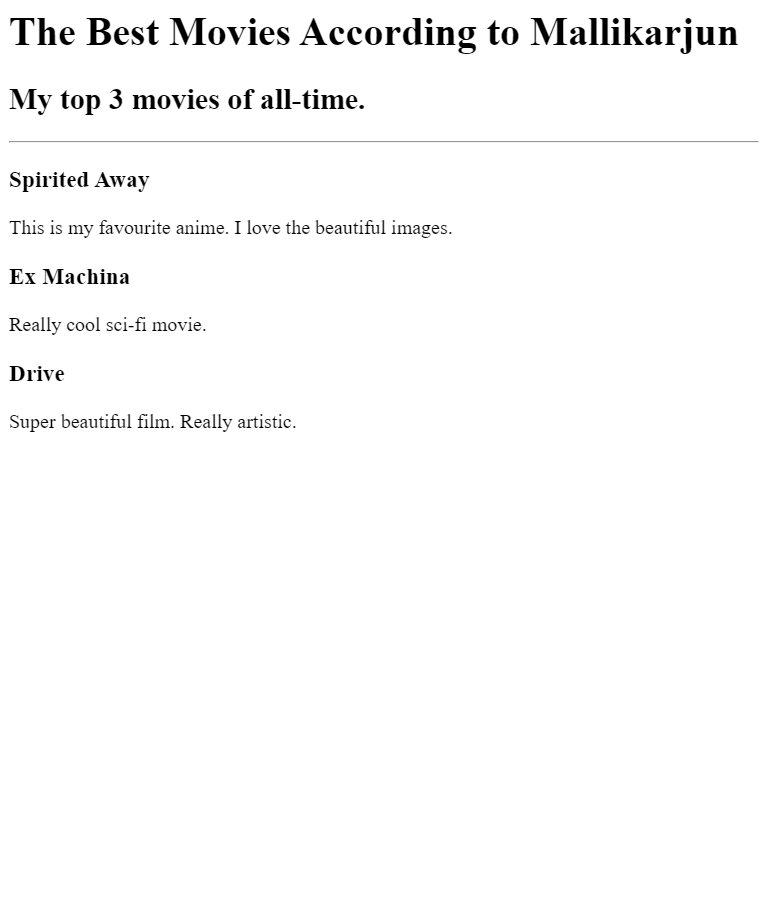 The Best Movies According to Mallikarjun
My top 3 movies of all-time.
Spirited Away
This is my favourite anime. I love the beautiful images.
Ex Machina
Really cool sci-fi movie.
Drive
Super beautiful film. Really artistic.